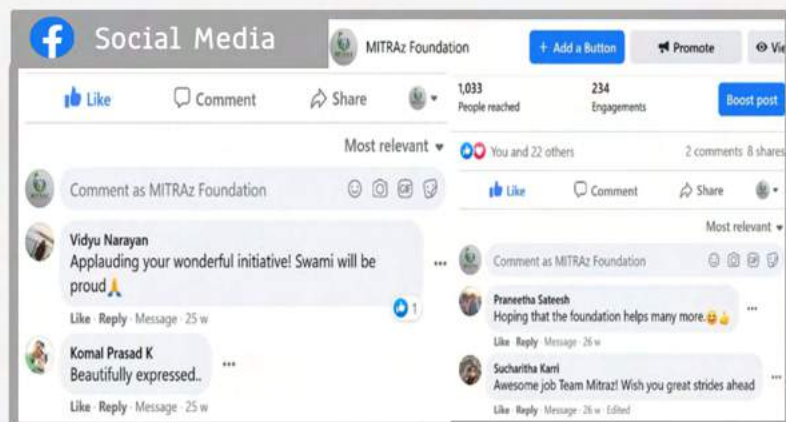 Social Media
Like Comment Share
Most relevant
Comment as MITRAz Foundation
Vidyu Narayan
Applauding your wonderful initiative! Swami will be
proud🙏
1
Like · Reply · Message · 25 w
Komal Prasad K
Beautifully expressed..
Like · Reply · Message · 25 w
MITRAz Foundation
+ Add a Button
Promote
1,033
People reached
234
Engagements
Boost post
You and 22 others
2 comments 8 shares
Like Comment Share
Most relevant
Comment as MITRAz Foundation
Praneetha Sateesh
Hoping that the foundation helps many more.😄👍
Like · Reply · Message · 26 w
Sucharitha Karri
Awesome job Team Mitraz! Wish you great strides ahead
Like · Reply · Message · 26 w · Edited